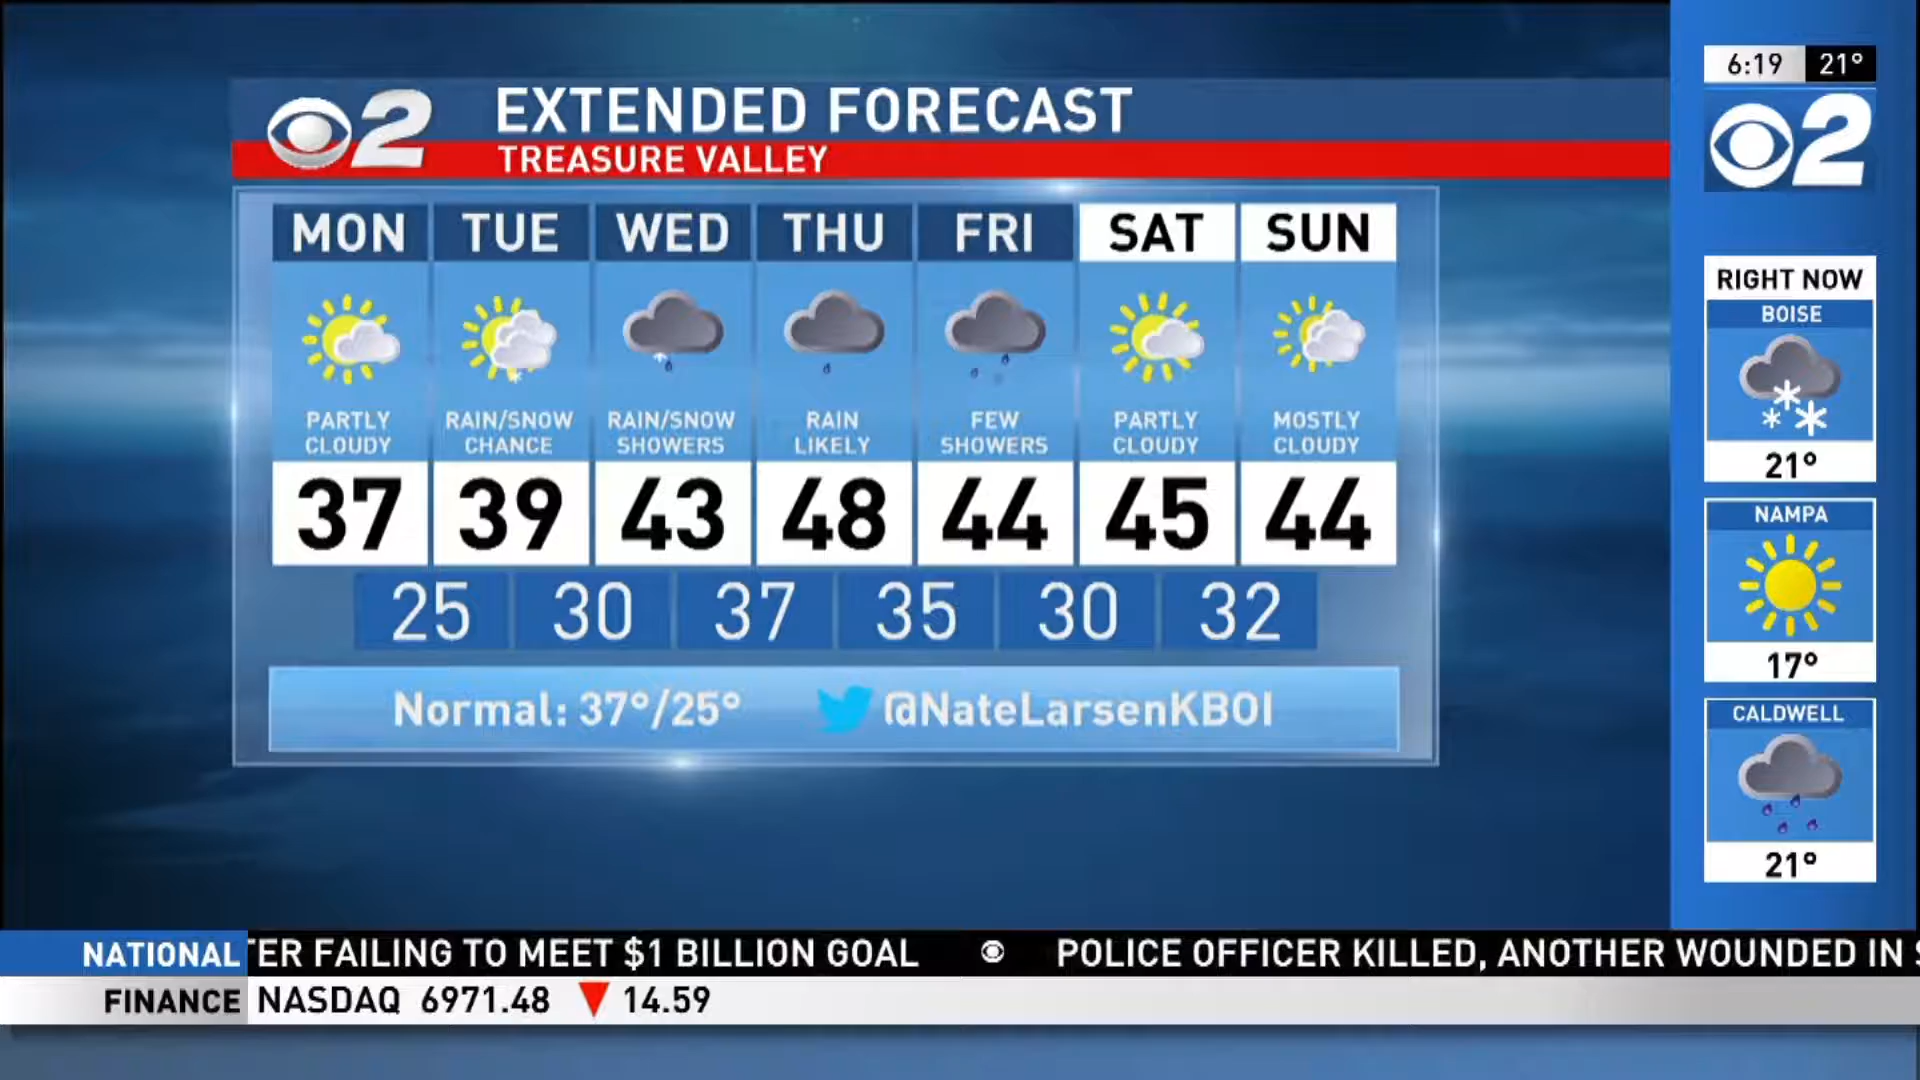 2 EXTENDED FORECAST
TREASURE VALLEY
MON TUE WED THU FRI SAT SUN
PARTLY CLOUDY
RAIN/SNOW CHANCE
RAIN/SNOW SHOWERS
RAIN LIKELY
FEW SHOWERS
PARTLY CLOUDY
MOSTLY CLOUDY
37 39 43 48 44 45 44
25 30 37 35 30 32
Normal: 37°/25° @NateLarsenKBOI
6:19 21°
2
RIGHT NOW
BOISE
21°
NAMPA
17°
CALDWELL
21°
NATIONAL TER FAILING TO MEET $1 BILLION GOAL POLICE OFFICER KILLED, ANOTHER WOUNDED IN
FINANCE NASDAQ 6971.48 14.59